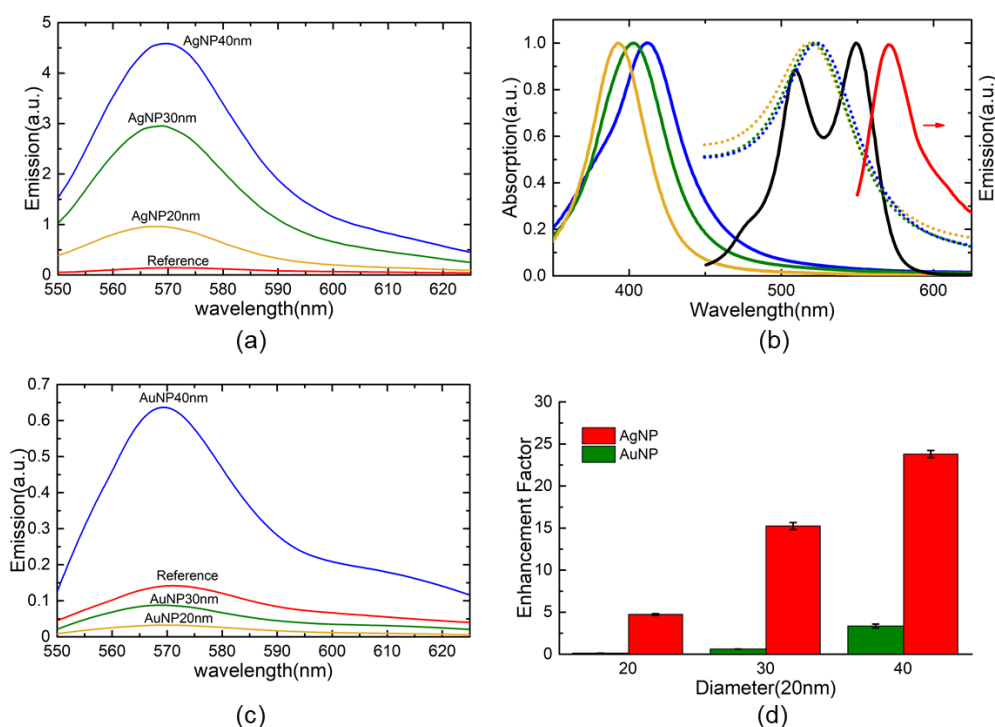 Emission(a.u.)
5
4
3
2
1
0
AgNP40nm
AgNP30nm
AgNP20nm
Reference
550 560 570 580 590 600 610 620
wavelength(nm)
(a)
Absorption(a.u.)
1.0
0.8
0.6
0.4
0.2
0.0
400 500 600
Wavelength(nm)
Emission(a.u.)
(b)
Emission(a.u.)
0.7
0.6
0.5
0.4
0.3
0.2
0.1
0
AuNP40nm
Reference
AuNP30nm
AuNP20nm
550 560 570 580 590 600 610 620
wavelength(nm)
(c)
Enhancement Factor
30
25
20
15
10
5
0
AgNP
AuNP
20 30 40
Diameter(20nm)
(d)